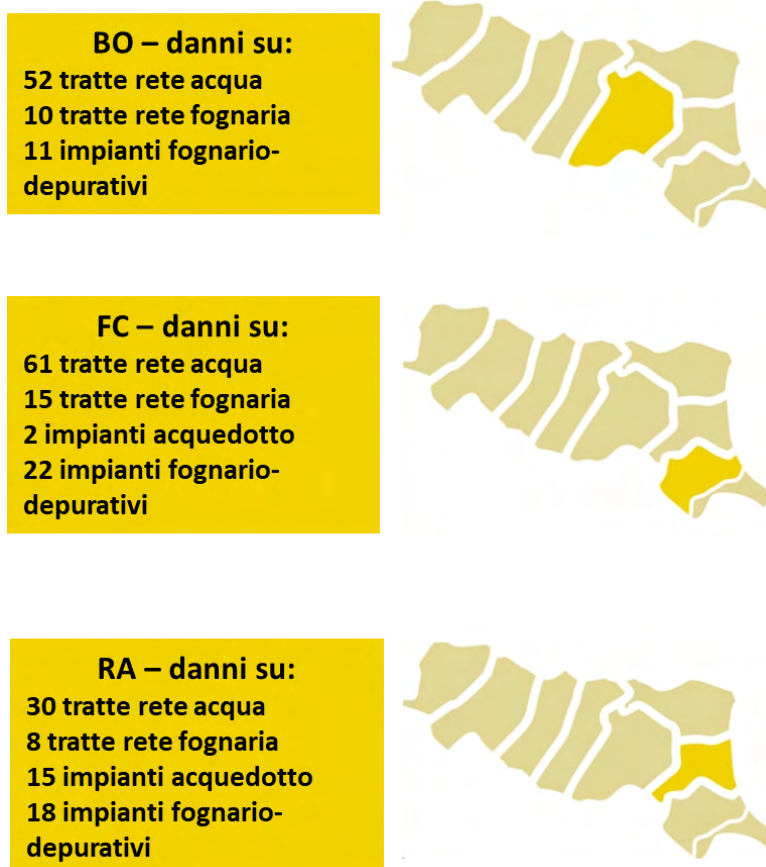 BO – danni su:
52 tratte rete acqua
10 tratte rete fognaria
11 impianti fognario-
depurativi
FC – danni su:
61 tratte rete acqua
15 tratte rete fognaria
2 impianti acquedotto
22 impianti fognario-
depurativi
RA – danni su:
30 tratte rete acqua
8 tratte rete fognaria
15 impianti acquedotto
18 impianti fognario-
depurativi